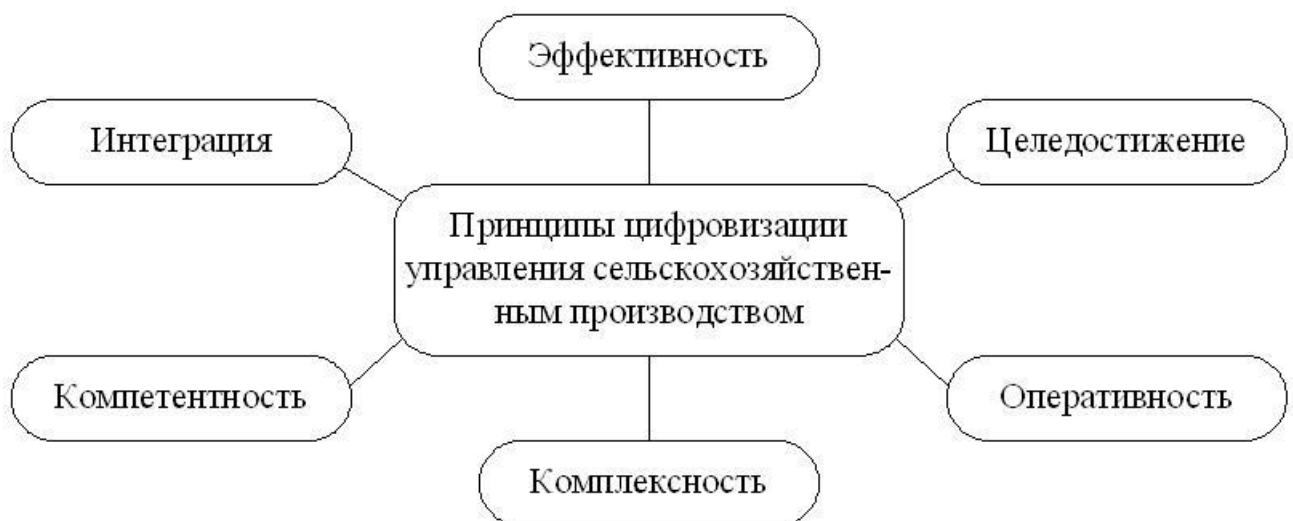 Эффективность
Интеграция
Целедостижение
Принципы цифровизации
управления сельскохозяйствен-
ным производством
Компетентность
Оперативность
Комплексность